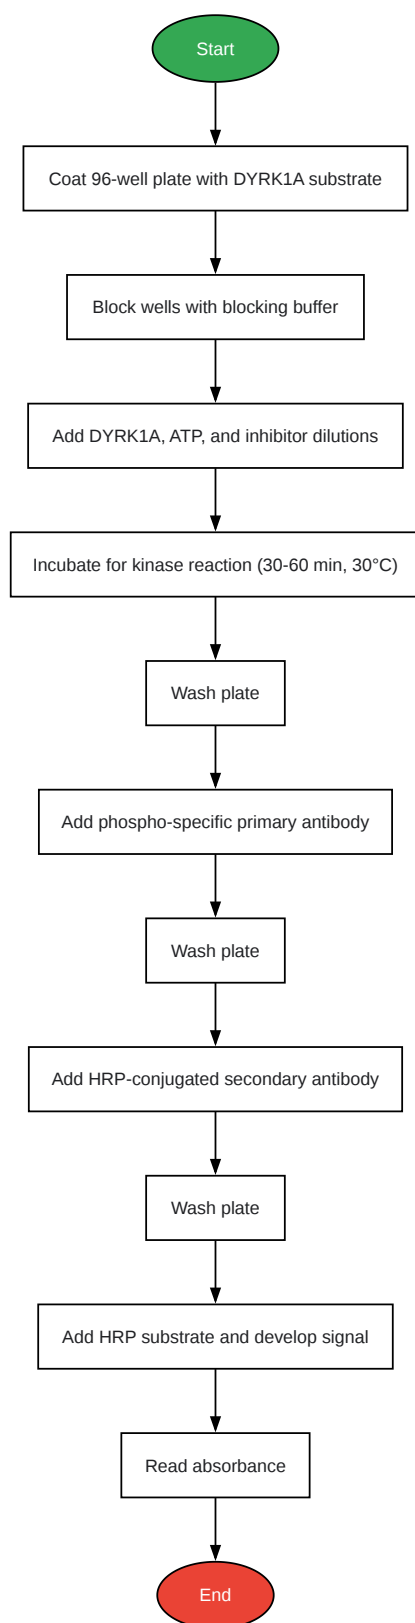 Start
Coat 96-well plate with DYRK1A substrate
Block wells with blocking buffer
Add DYRK1A, ATP, and inhibitor dilutions
Incubate for kinase reaction (30-60 min, 30°C)
Wash plate
Add phospho-specific primary antibody
Wash plate
Add HRP-conjugated secondary antibody
Wash plate
Add HRP substrate and develop signal
Read absorbance
End